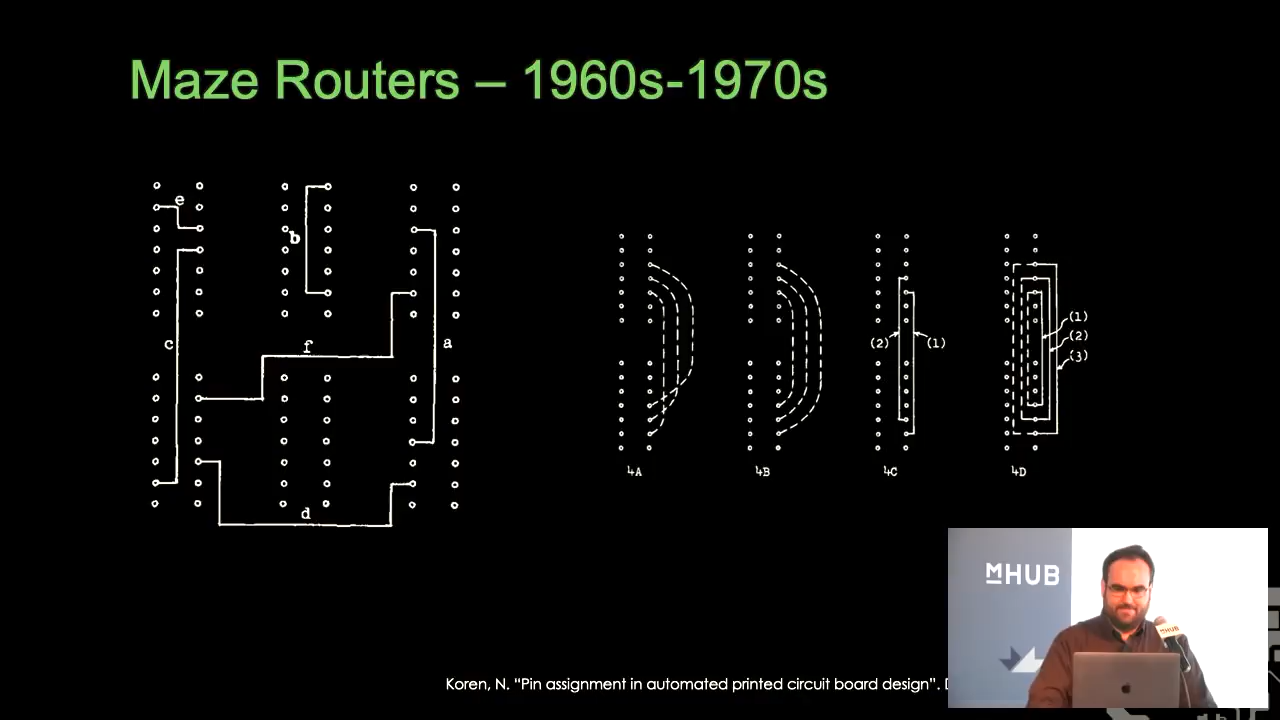 Maze Routers – 1960s-1970s
e
b
c
f
a
d
(2)
(1)
(1)
(2)
(3)
4A
4B
4C
4D
MHUB
MHUB
Koren, N. “Pin assignment in automated printed circuit board design”.